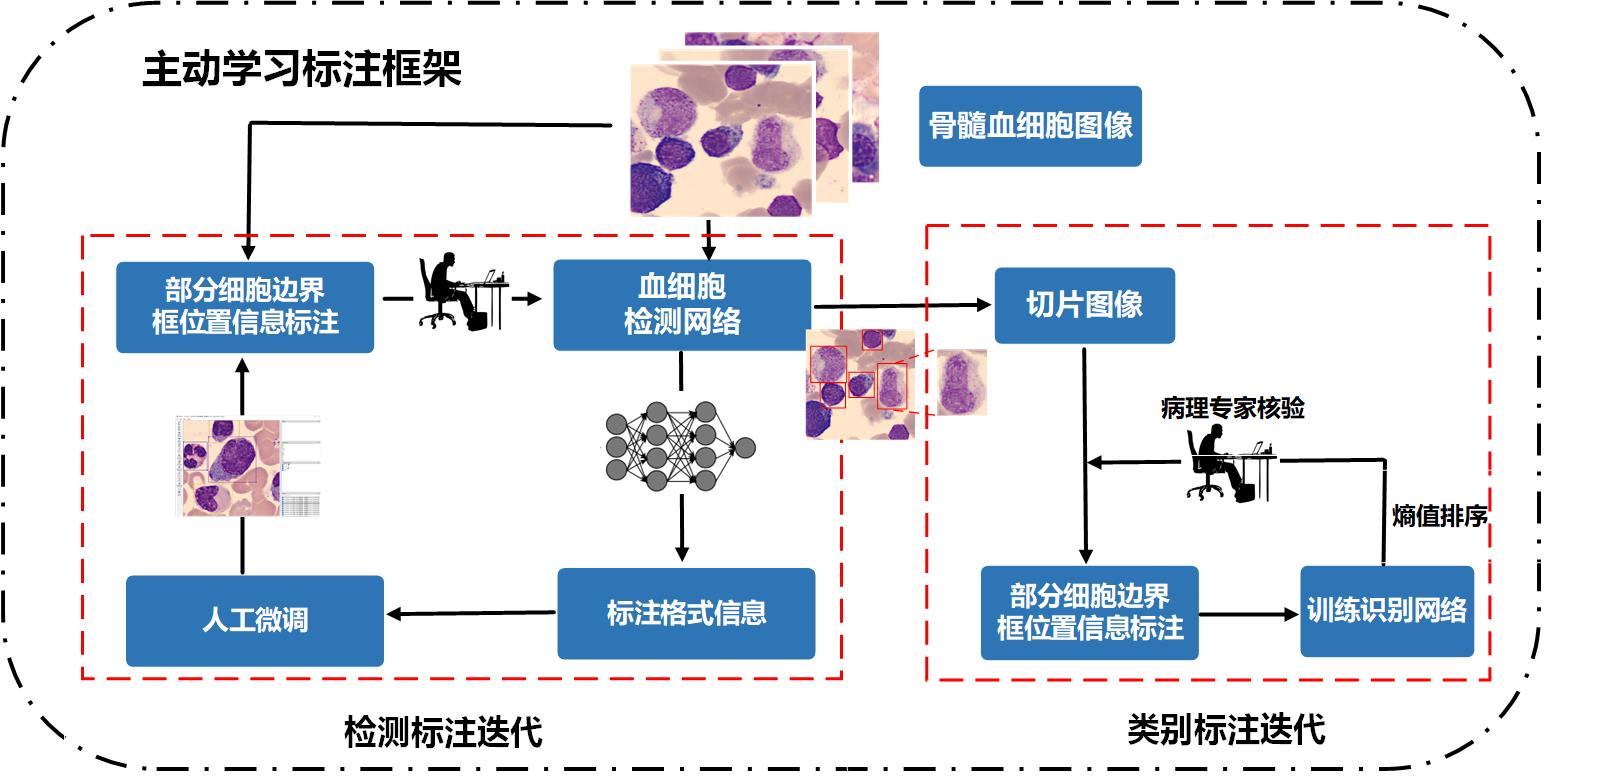 主动学习标注框架
骨髓血细胞图像
部分细胞边界
框位置信息标注
血细胞
检测网络
切片图像
病理专家核验
熵值排序
人工微调
标注格式信息
部分细胞边界
框位置信息标注
训练识别网络
检测标注迭代
类别标注迭代